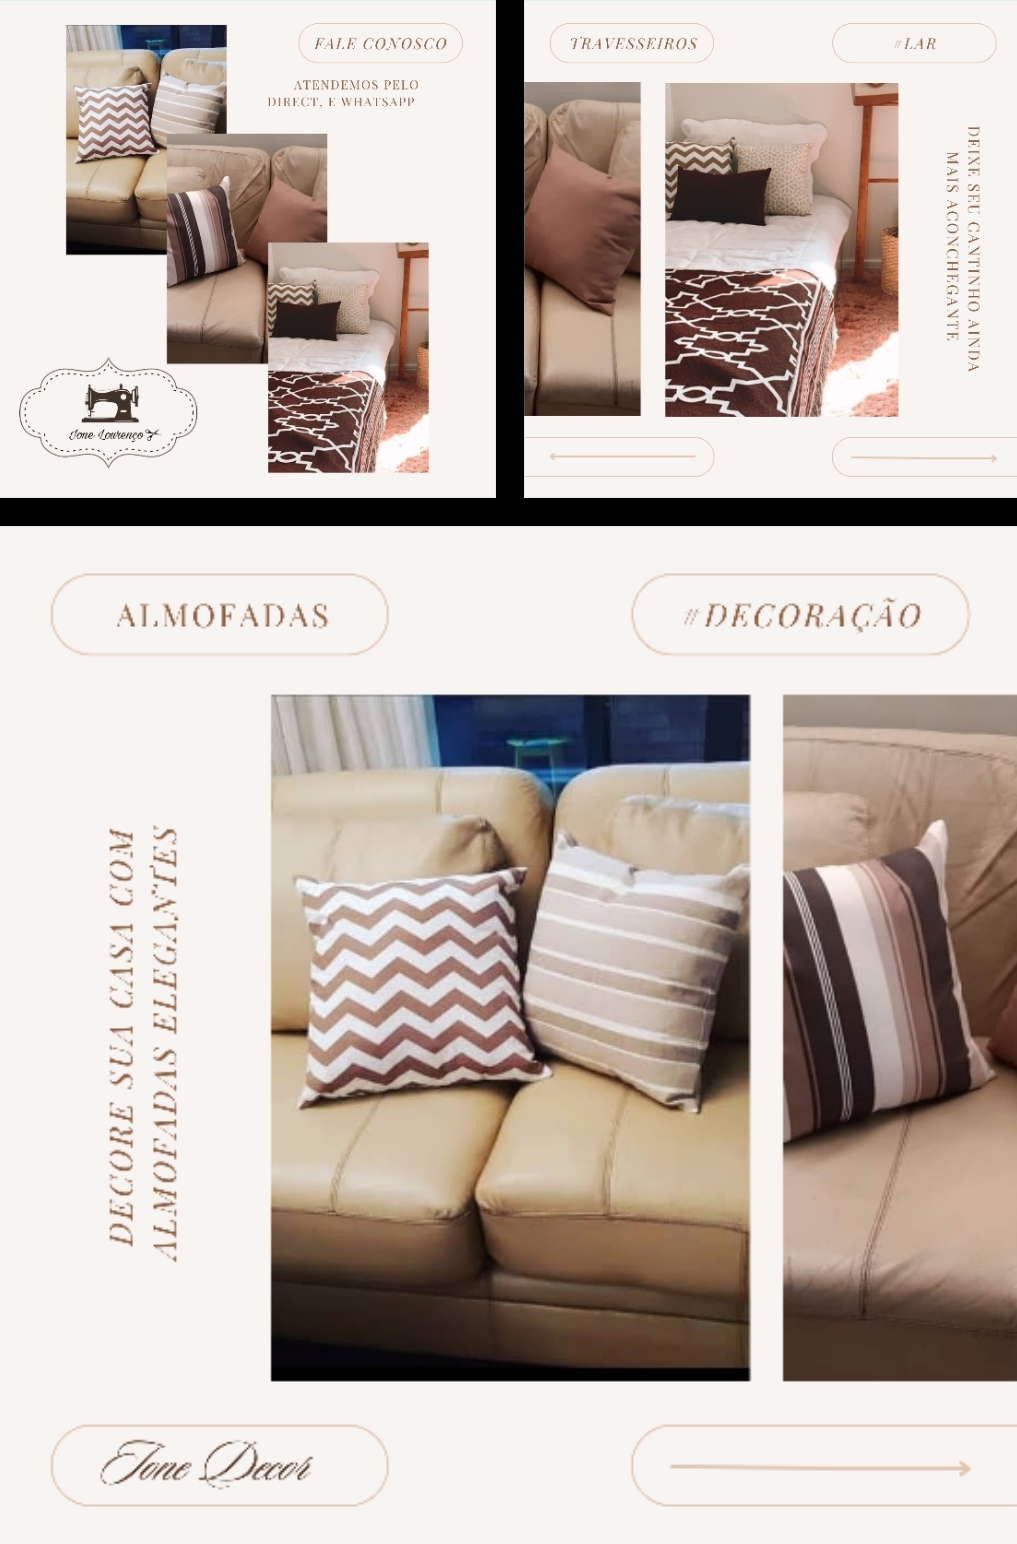 FALE CONOSCO
ATENDEMOS PELO
DIRECT, E WHATSAPP
Ione Lourenço
TRAVESSEIROS
#LAR
DEIXE SEU CANTINHO AINDA
MAIS ACONCHEGANTE
ALMOFADAS
#DECORAÇÃO
DECORE SUA CASA COM
ALMOFADAS ELEGANTES
Ione Decor